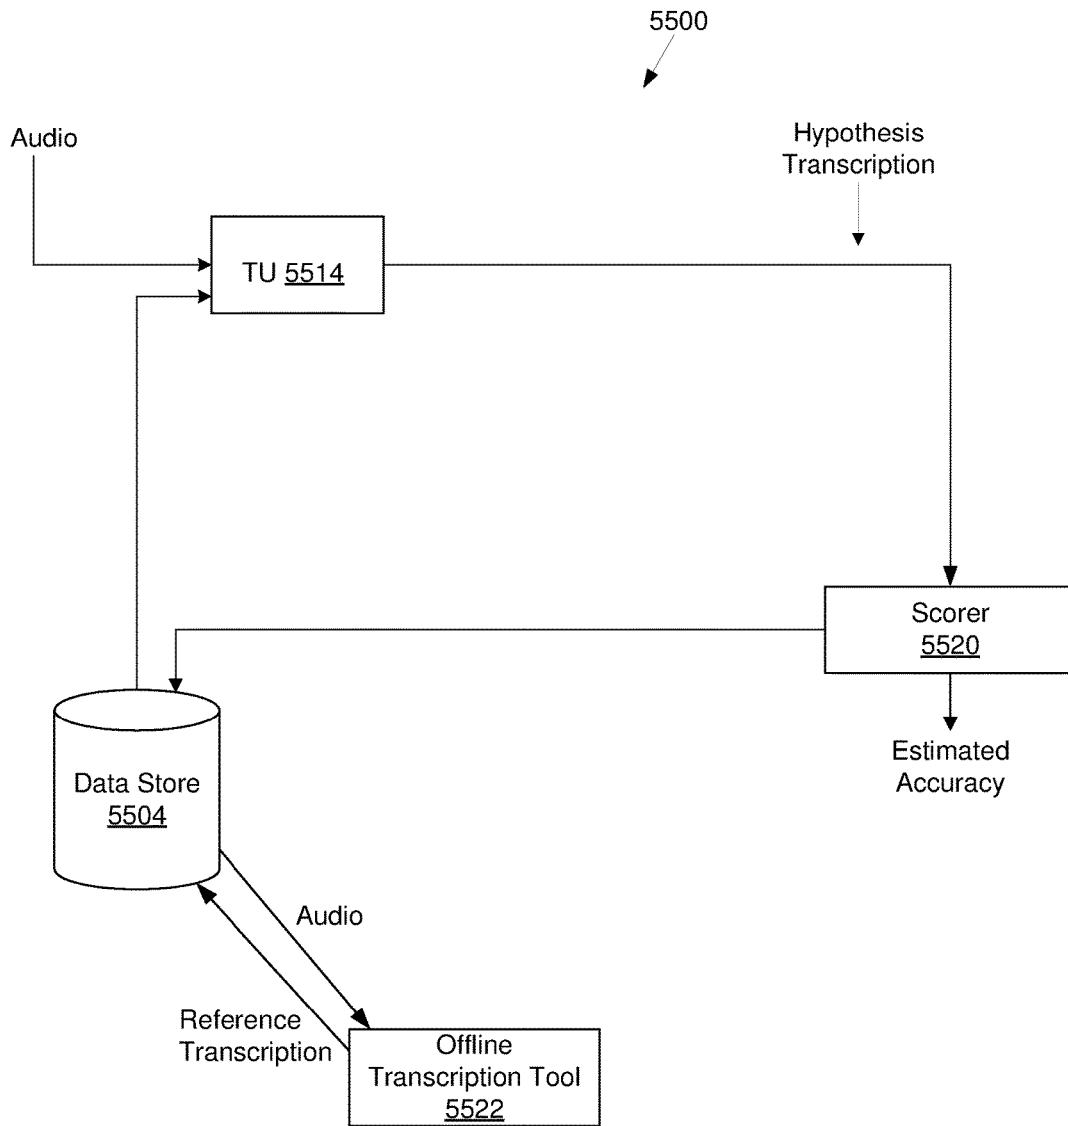 5500
Audio
Hypothesis
Transcription
TU 5514
Scorer
5520
Estimated
Accuracy
Data Store
5504
Audio
Reference
Transcription
Offline
Transcription Tool
5522